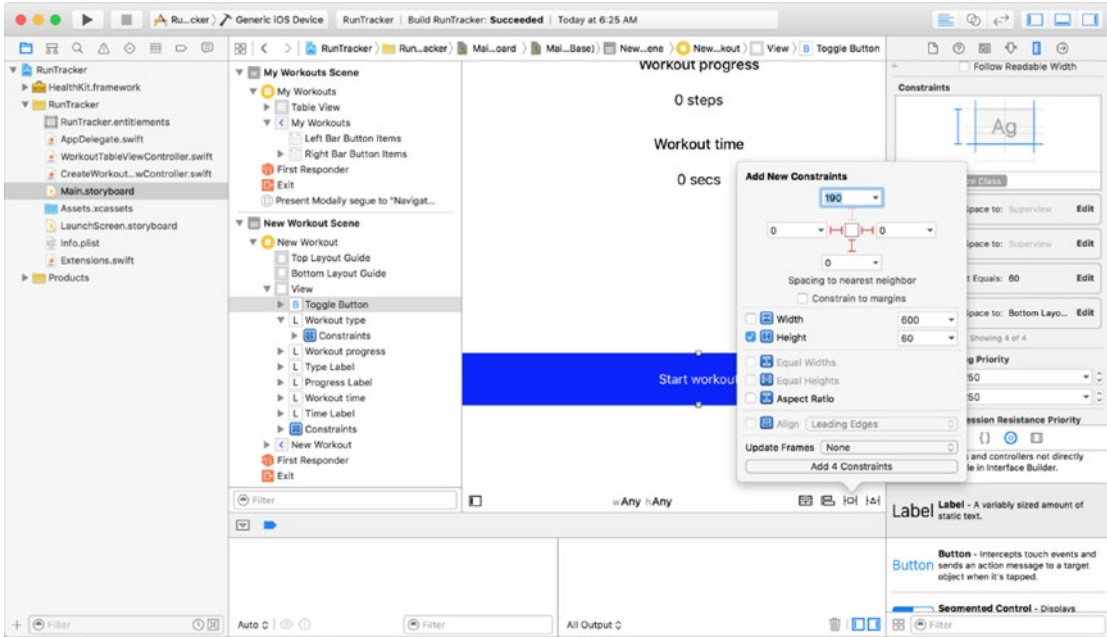 Ru...cker
Generic iOS Device
RunTracker | Build RunTracker: Succeeded | Today at 6:25 AM
RunTracker
Run...acker
Mai...oard
Mai...Base)
New...ene
New...kout
View
B Toggle Button
RunTracker
HealthKit.framework
RunTracker
RunTracker.entitlements
AppDelegate.swift
WorkoutTableViewController.swift
CreateWorkout...wController.swift
Main.storyboard
Assets.xcassets
LaunchScreen.storyboard
Info.plist
Extensions.swift
Products
Filter
My Workouts Scene
My Workouts
Table View
My Workouts
Left Bar Button Items
Right Bar Button Items
First Responder
Exit
Present Modally segue to "Navigat...
New Workout Scene
New Workout
Top Layout Guide
Bottom Layout Guide
View
B Toggle Button
L Workout type
Constraints
L Workout progress
L Type Label
L Progress Label
L Workout time
L Time Label
Constraints
New Workout
First Responder
Exit
Filter
Workout progress
0 steps
Workout time
0 secs
Start workou
wAny hAny
Add New Constraints
190
0
0
0
Spacing to nearest neighbor
Constrain to margins
Width 600
Height 60
Equal Widths
Equal Heights
Aspect Ratio
Align Leading Edges
Update Frames None
Add 4 Constraints
Follow Readable Width
Constraints
Ag
ze Class
Space to: Superview Edit
Space to: Superview Edit
t Equals: 60 Edit
Space to: Bottom Layo... Edit
Showing 4 of 4
g Priority
250
250
ession Resistance Priority
{}
and controllers not directly
le in Interface Builder.
Label
Label - A variably sized amount of
static text.
Button
Button - Intercepts touch events and
sends an action message to a target
object when it's tapped.
Segmented Control - Displays
Filter
Auto
Filter
All Output